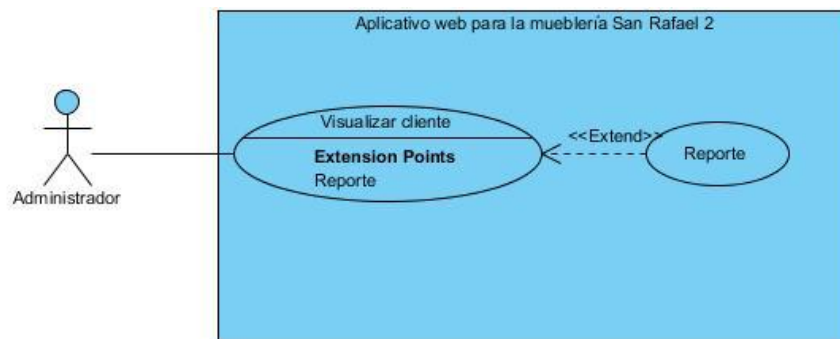 Aplicativo web para la mueblería San Rafael 2
Visualizar cliente
<<Extend>>
Extension Points
Reporte
Reporte
Administrador